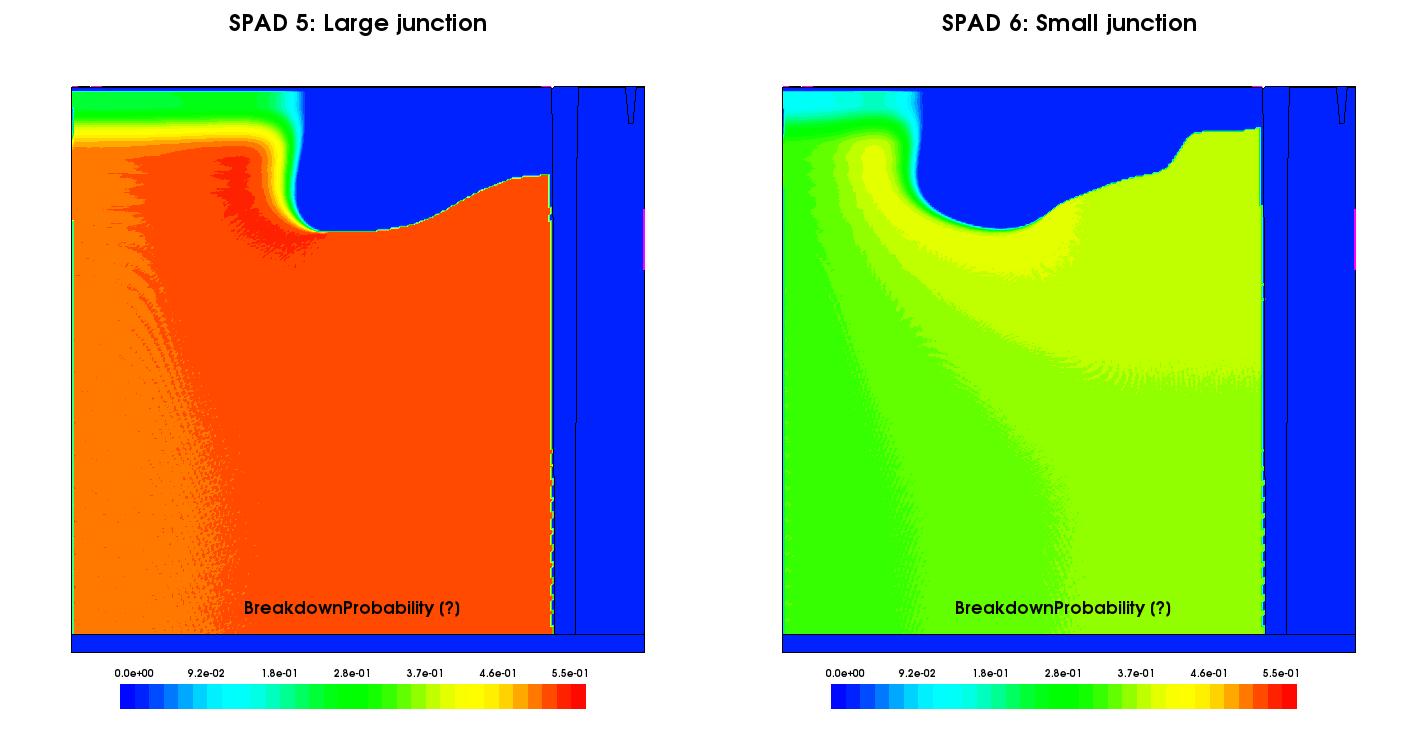 SPAD 5: Large junction
SPAD 6: Small junction
BreakdownProbability (?)
BreakdownProbability (?)
0.0e+00 9.2e-02 1.8e-01 2.8e-01 3.7e-01 4.6e-01 5.5e-01
0.0e+00 9.2e-02 1.8e-01 2.8e-01 3.7e-01 4.6e-01 5.5e-01